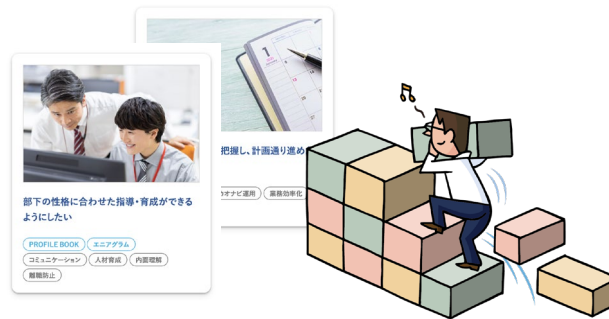 部下の性格に合わせた指導・育成ができる
ようにしたい
PROFILE BOOK エニアグラム
コミュニケーション 人材育成 内面理解
離職防止
把握し、計画通り進め
オナビ運用 業務効率化
1